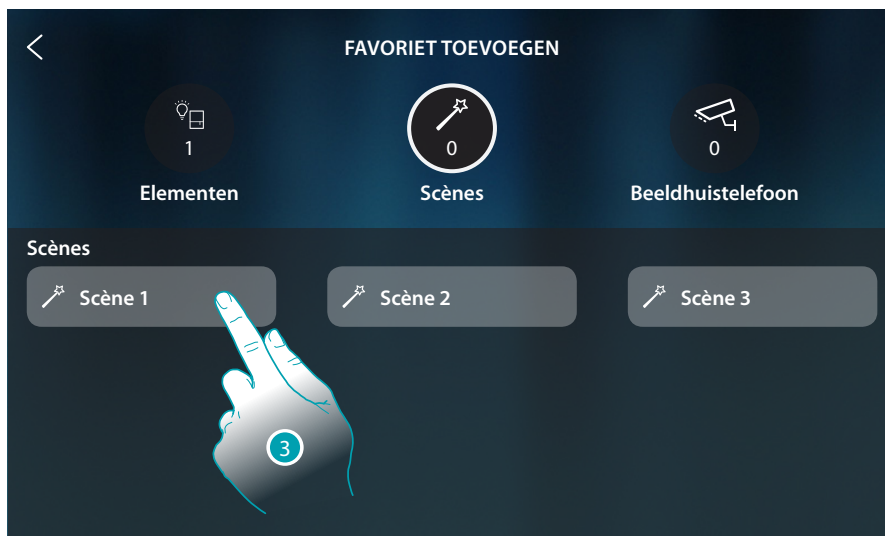 FAVORIET TOEVOEGEN
1
0
0
Elementen
Scènes
Beeldhuistelefoon
Scènes
Scène 1
Scène 2
Scène 3
3